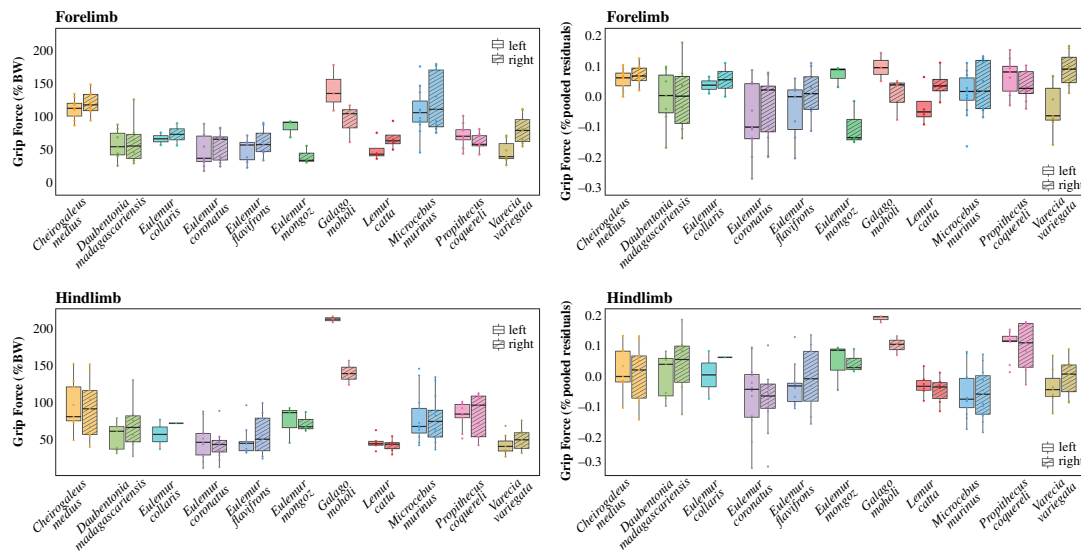 Forelimb
Grip Force (%BW)
200
150
100
50
0
left
right
Cheirogaleus
medius
Daubentonia
madagascariensis
Eulemur
collaris
Eulemur
coronatus
Eulemur
flavifrons
Eulemur
mongoz
Galago
moholi
Lemur
catta
Microcebus
murinus
Propithecus
coquereli
Varecia
variegata
Forelimb
Grip Force (%pooled residuals)
0.2
0.1
0.0
–0.1
–0.2
–0.3
left
right
Cheirogaleus
medius
Daubentonia
madagascariensis
Eulemur
collaris
Eulemur
coronatus
Eulemur
flavifrons
Eulemur
mongoz
Galago
moholi
Lemur
catta
Microcebus
murinus
Propithecus
coquereli
Varecia
variegata
Hindlimb
Grip Force (%BW)
200
150
100
50
left
right
Cheirogaleus
medius
Daubentonia
madagascariensis
Eulemur
collaris
Eulemur
coronatus
Eulemur
flavifrons
Eulemur
mongoz
Galago
moholi
Lemur
catta
Microcebus
murinus
Propithecus
coquereli
Varecia
variegata
Hindlimb
Grip Force (% pooled residuals)
0.2
0.1
0.0
–0.1
–0.2
–0.3
left
right
Cheirogaleus
medius
Daubentonia
madagascariensis
Eulemur
collaris
Eulemur
coronatus
Eulemur
flavifrons
Eulemur
mongoz
Galago
moholi
Lemur
catta
Microcebus
murinus
Propithecus
coquereli
Varecia
variegata